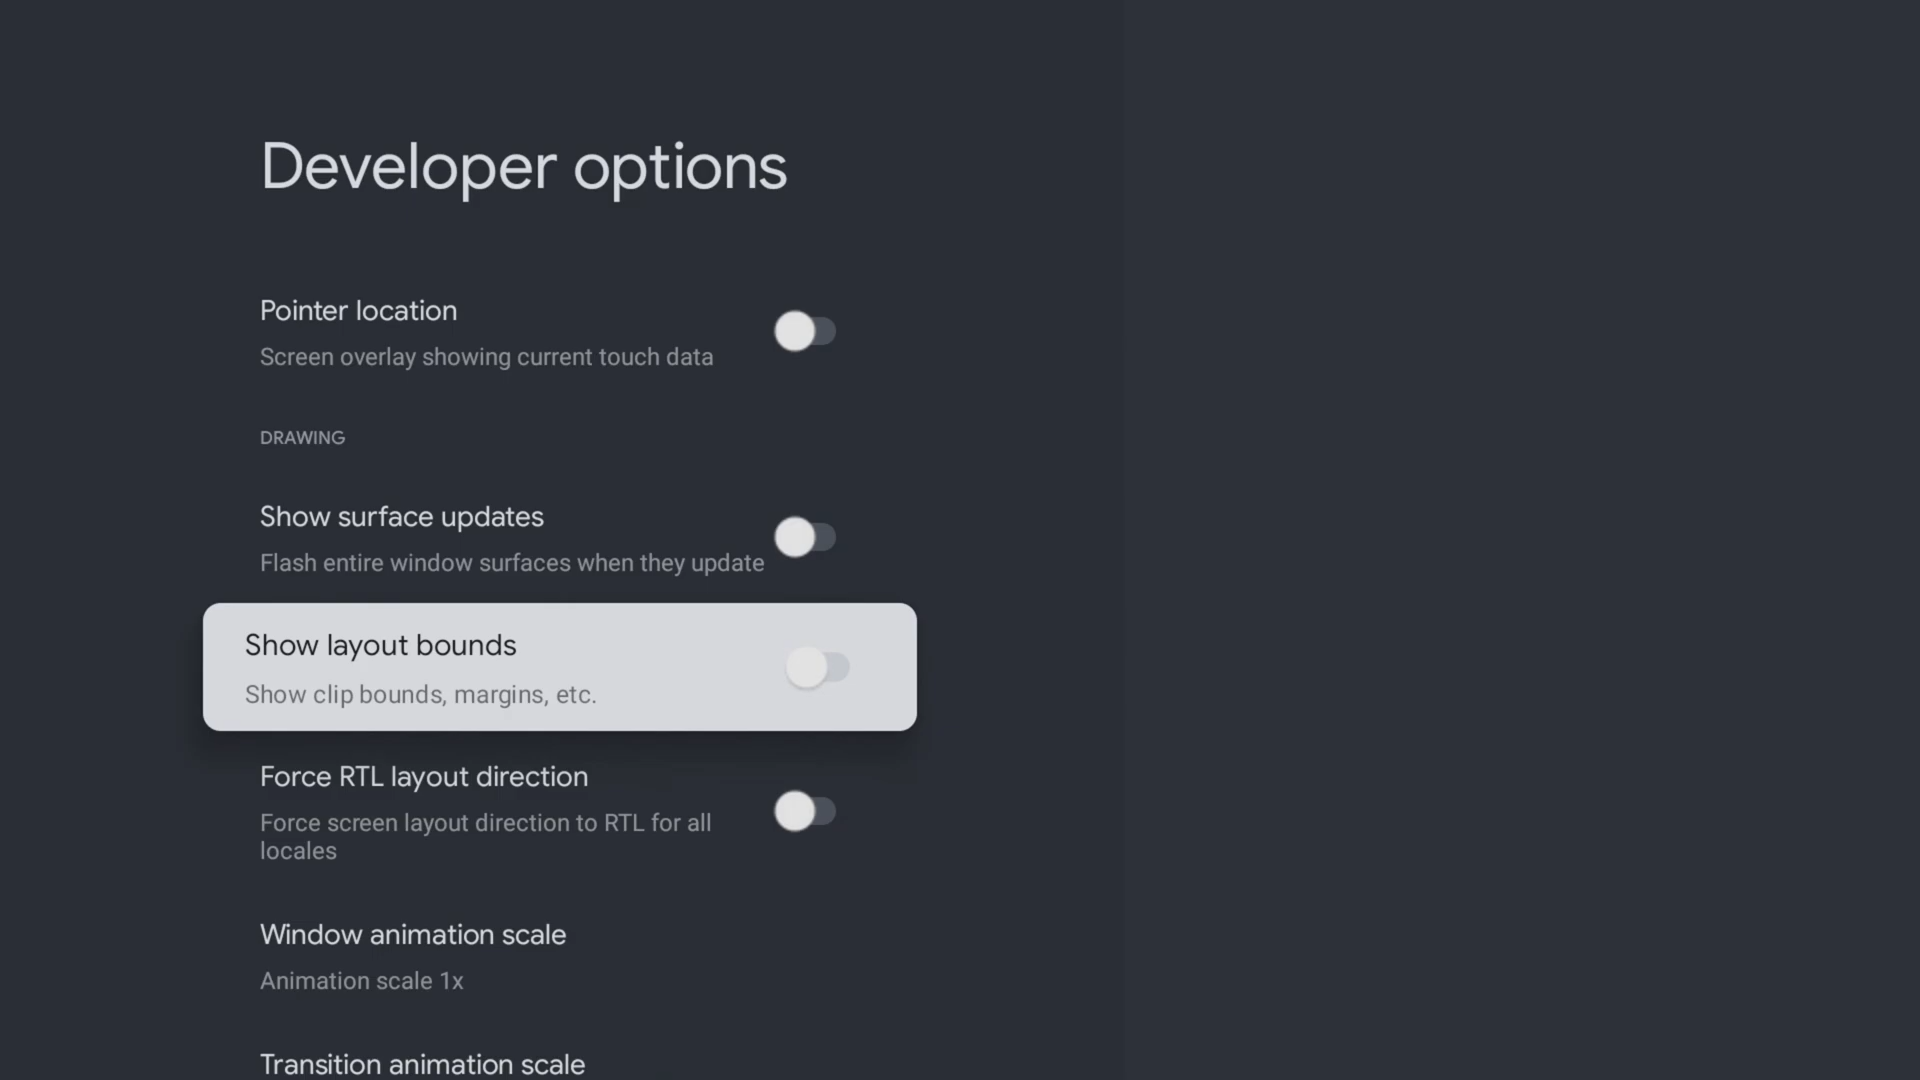 Developer options
Pointer location
Screen overlay showing current touch data
DRAWING
Show surface updates
Flash entire window surfaces when they update
Show layout bounds
Show clip bounds, margins, etc.
Force RTL layout direction
Force screen layout direction to RTL for all
locales
Window animation scale
Animation scale 1x
Transition animation scale